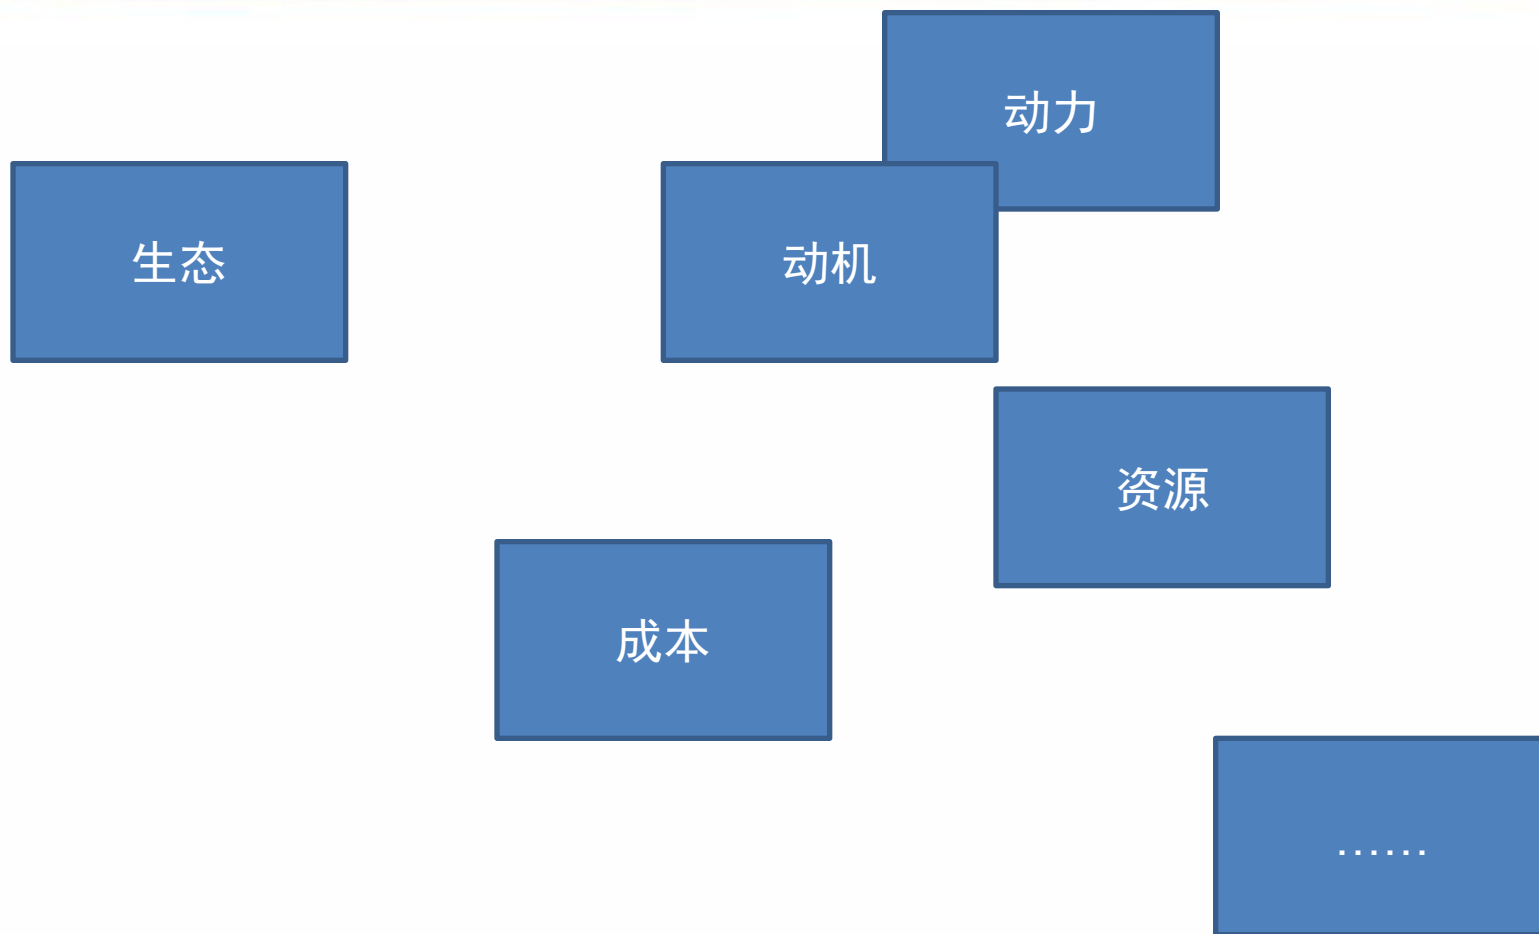 动力
生态
动机
资源
成本
......